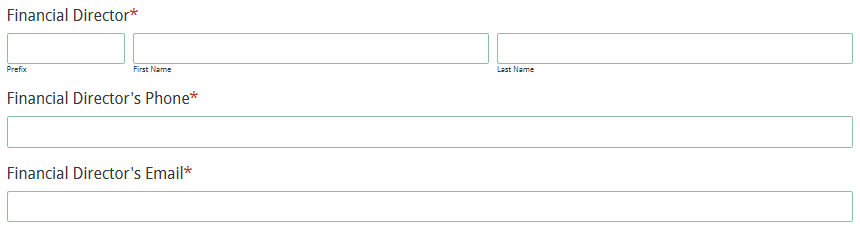 Financial Director*
Prefix First Name Last Name
Financial Director's Phone*
Financial Director's Email*